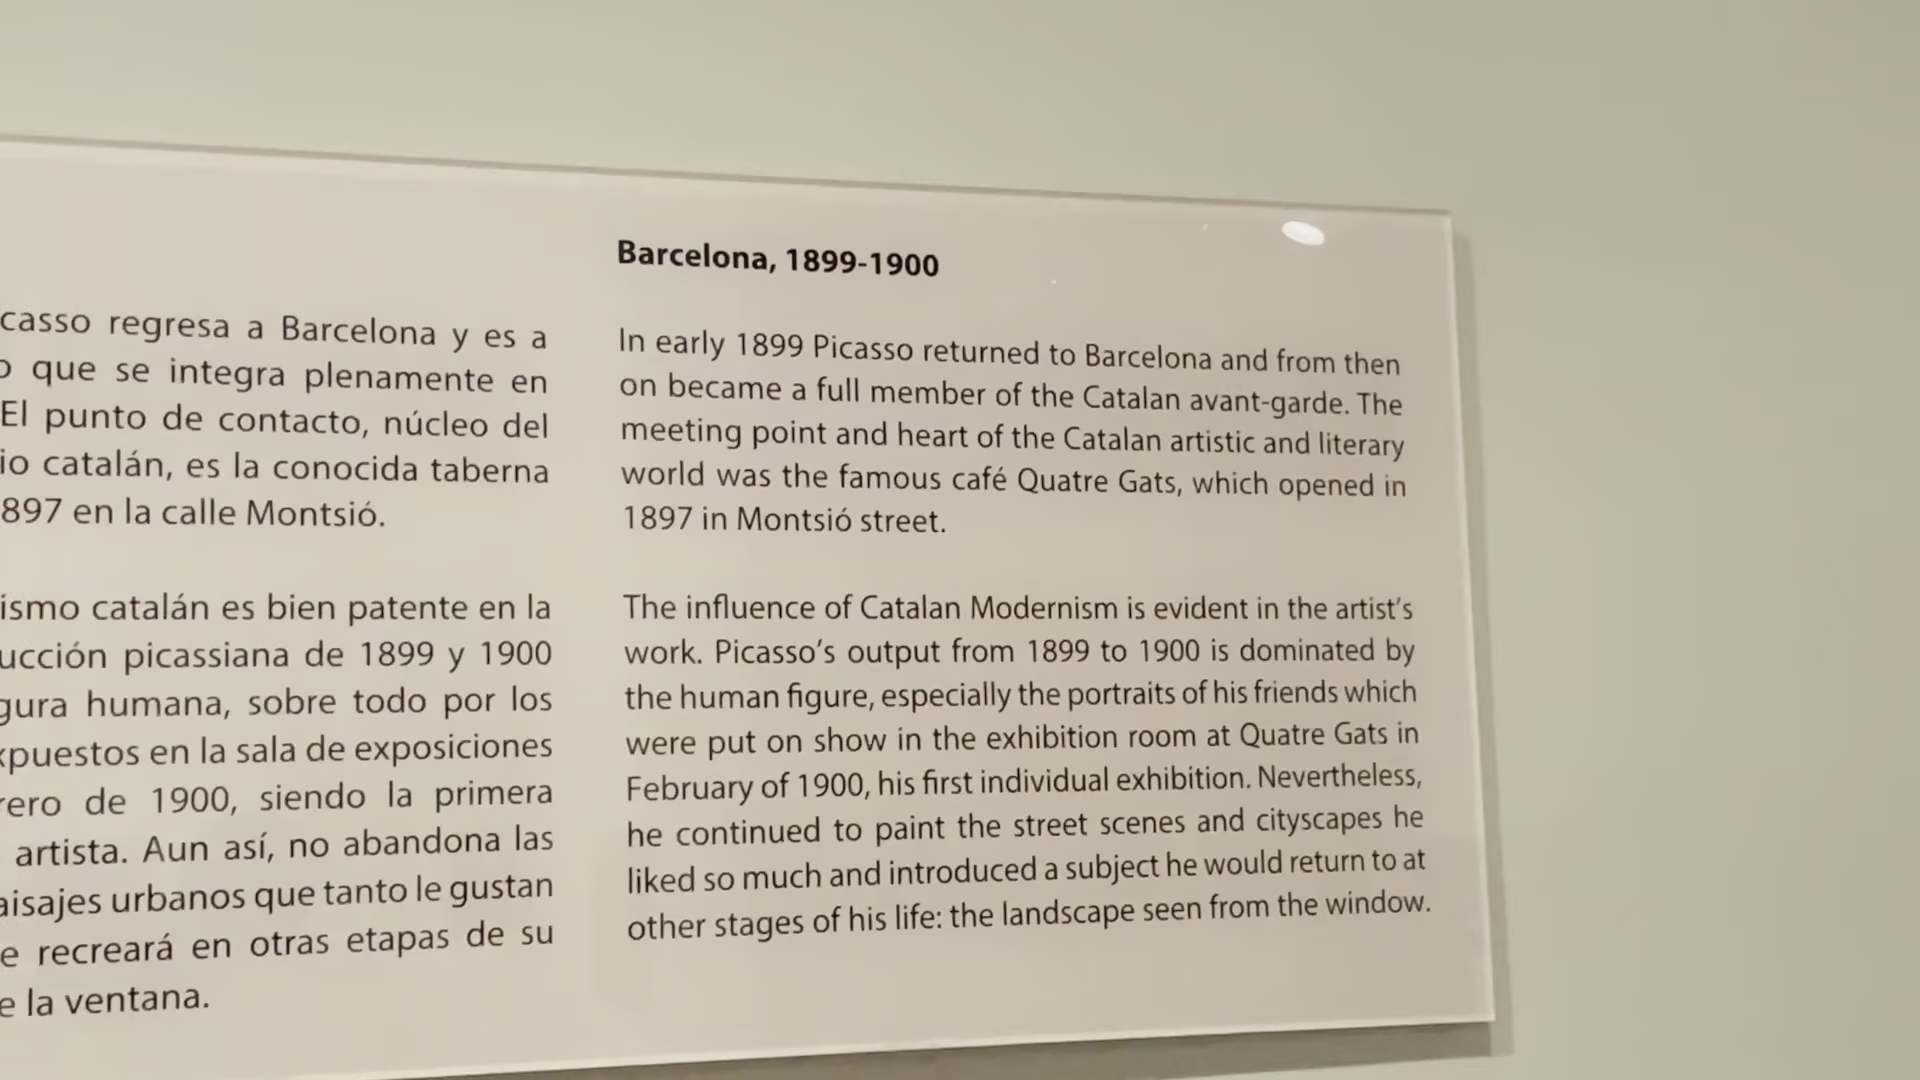 regresa a Barcelona y es a
que se integra plenamente en
El punto de contacto, núcleo del
catalán, es la conocida taberna
en la calle Montsió.
catalán es bien patente en la
picassiana de 1899 y 1900
humana, sobre todo por los
en la sala de exposiciones
de 1900, siendo la primera
artista. Aun así, no abandona las
urbanos que tanto le gustan
recreará en otras etapas de su
la ventana.
Barcelona, 1899-1900
In early 1899 Picasso returned to Barcelona and from then
on became a full member of the Catalan avant-garde. The
meeting point and heart of the Catalan artistic and literary
world was the famous café Quatre Gats, which opened in
1897 in Montsió street.
The influence of Catalan Modernism is evident in the artist's
work. Picasso's output from 1899 to 1900 is dominated by
the human figure, especially the portraits of his friends which
were put on show in the exhibition room at Quatre Gats in
February of 1900, his first individual exhibition. Nevertheless,
he continued to paint the street scenes and cityscapes he
liked so much and introduced a subject he would return to at
other stages of his life: the landscape seen from the window.